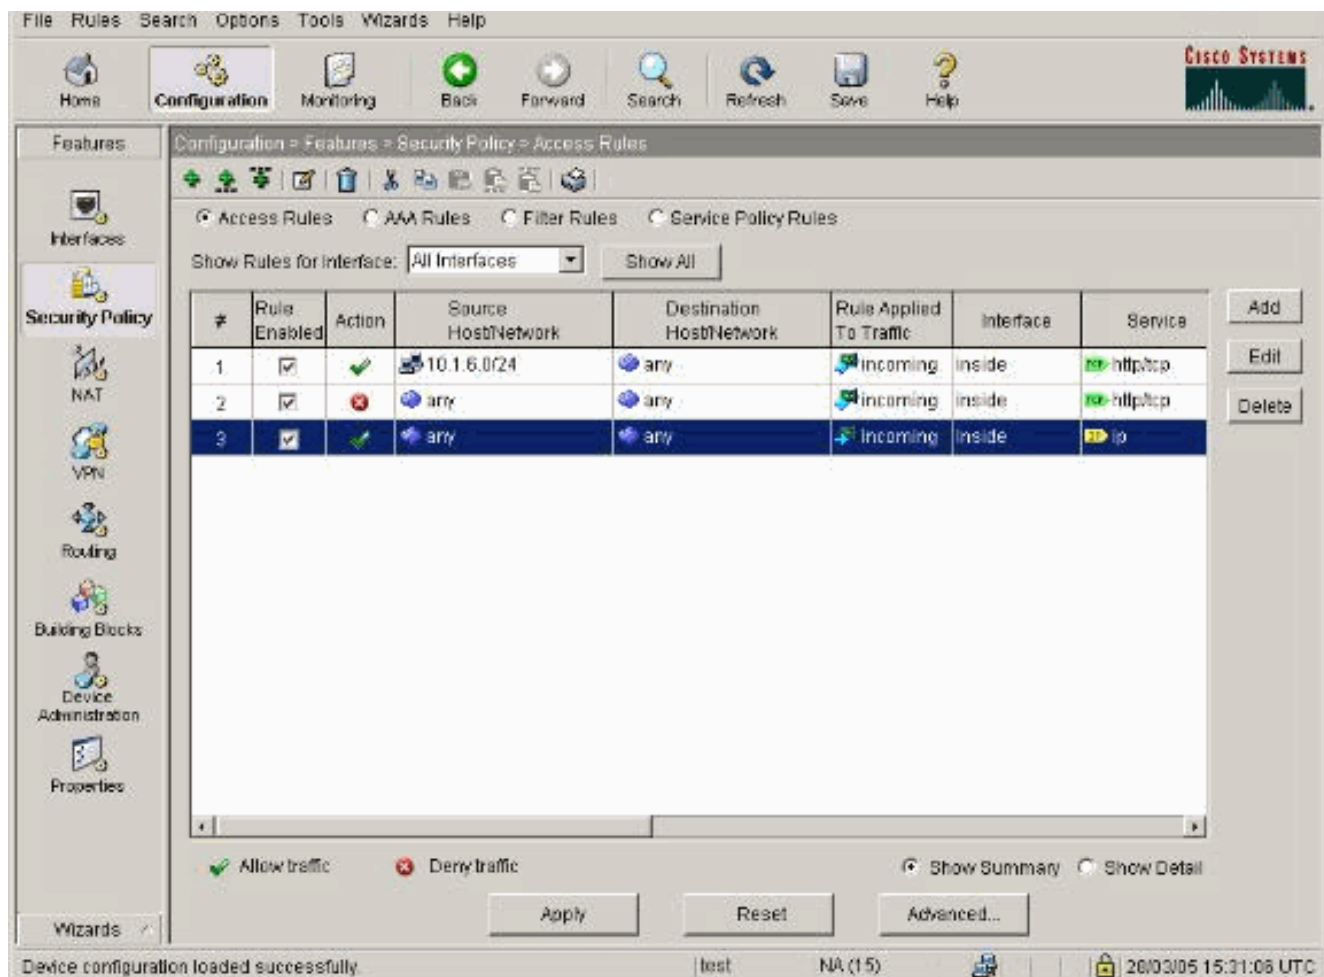 File Rules Search Options Tools Wizards Help
Home Configuration Monitoring Back Forward Search Refresh Save Help
CISCO SYSTEMS
Features
Configuration > Features > Security Policy > Access Rules
Access Rules AAA Rules Filter Rules Service Policy Rules
Show Rules for Interface: All Interfaces Show All
# Rule Enabled Action Source Host/Network Destination Host/Network Rule Applied To Traffic Interface Service
1 10.1.6.0/24 any incoming inside TCP http/tcp
2 any any incoming inside TCP http/tcp
3 any any incoming inside IP ip
Add
Edit
Delete
Interfaces
Security Policy
NAT
VPN
Routing
Building Blocks
Device
Administration
Properties
Wizards
Allow traffic Deny traffic Show Summary Show Detail
Apply Reset Advanced...
Device configuration loaded successfully. test NA (15) 28/03/05 15:31:08 UTC